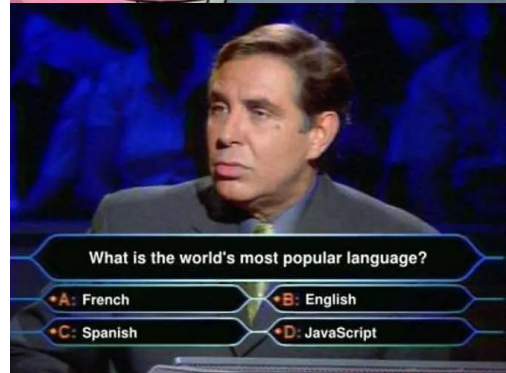 What is the world's most popular language?
A: French
B: English
C: Spanish
D: JavaScript